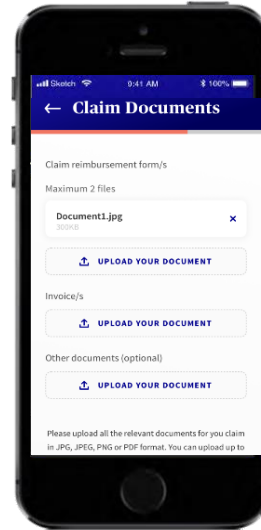 Sketch 9:41 AM 100%
← Claim Documents
Claim reimbursement form/s
Maximum 2 files
Document1.jpg ×
300KB
UPLOAD YOUR DOCUMENT
Invoice/s
UPLOAD YOUR DOCUMENT
Other documents (optional)
UPLOAD YOUR DOCUMENT
Please upload all the relevant documents for you claim
in JPG, JPEG, PNG or PDF format. You can upload up to